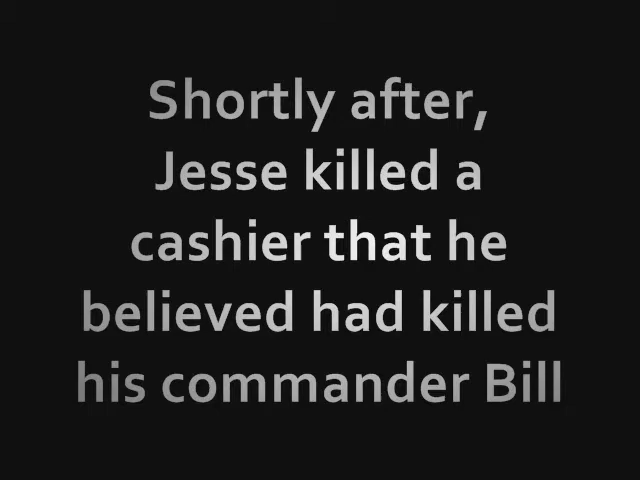 Shortly after,
Jesse killed a
cashier that he
believed had killed
his commander Bill